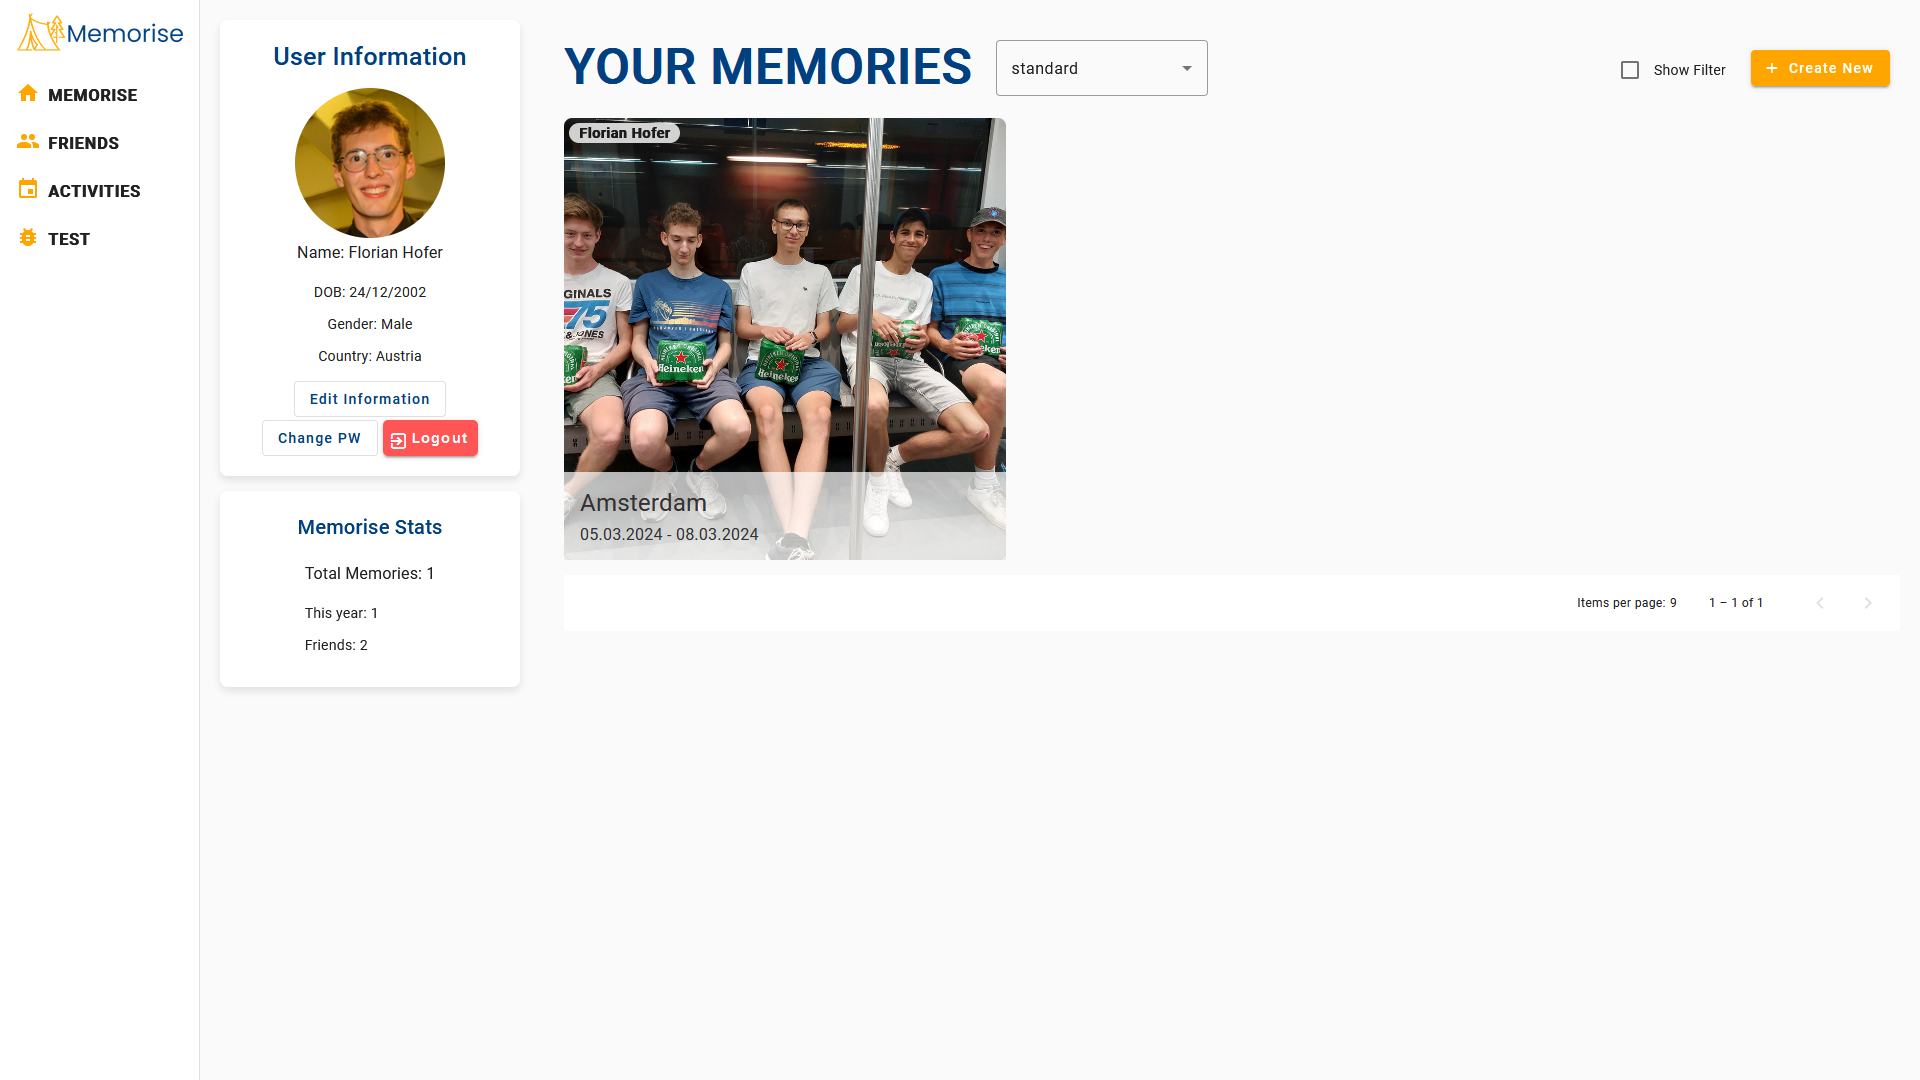 Memorise
MEMORISE
FRIENDS
ACTIVITIES
TEST
User Information
Name: Florian Hofer
DOB: 24/12/2002
Gender: Male
Country: Austria
Edit Information
Change PW
Logout
Memorise Stats
Total Memories: 1
This year: 1
Friends: 2
YOUR MEMORIES
standard
Show Filter
+ Create New
Florian Hofer
GINALS
75
& JONES
Heineken
Heineken
Amsterdam
05.03.2024 - 08.03.2024
Items per page: 9
1 – 1 of 1